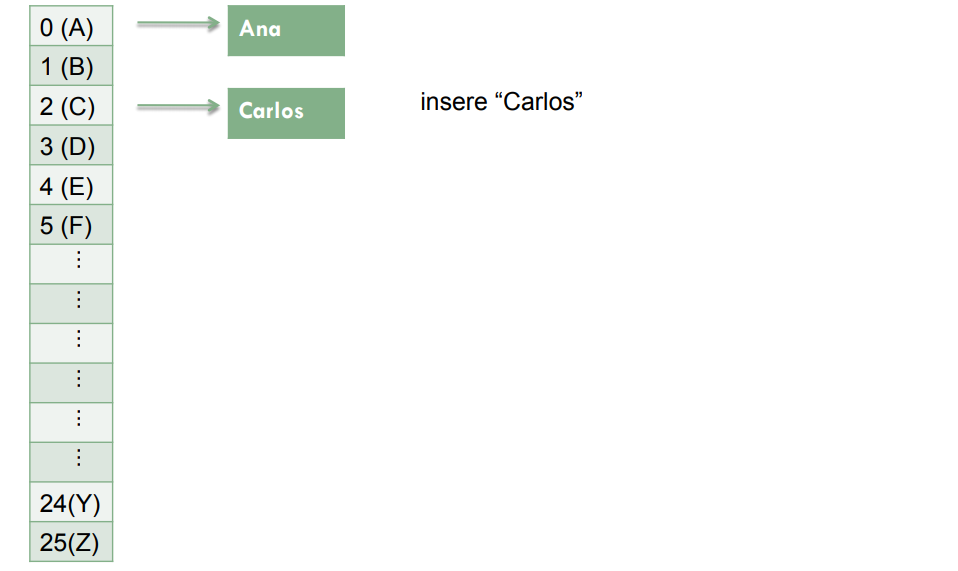 0 (A)
Ana
1 (B)
2 (C)
Carlos
insere “Carlos”
3 (D)
4 (E)
5 (F)
⋮
⋮
⋮
⋮
⋮
⋮
24(Y)
25(Z)